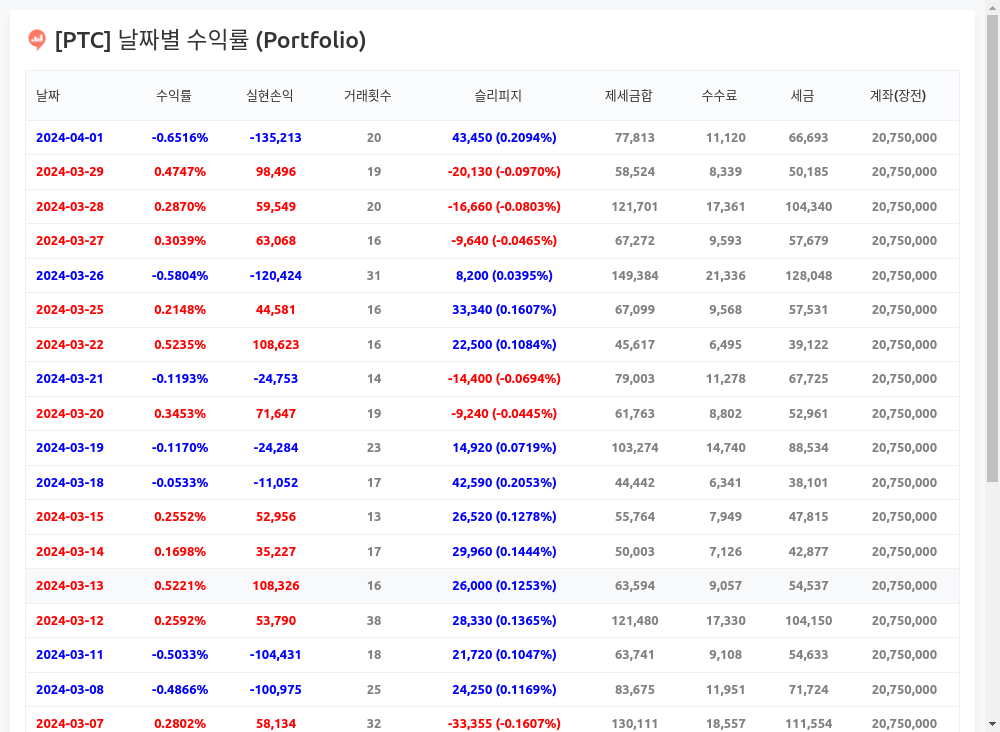 [PTC] 날짜별 수익률 (Portfolio)
날짜 수익률 실현손익 거래횟수 슬리피지 제세금합 수수료 세금 계좌(장전)
2024-04-01 -0.6516% -135,213 20 43,450 (0.2094%) 77,813 11,120 66,693 20,750,000
2024-03-29 0.4747% 98,496 19 -20,130 (-0.0970%) 58,524 8,339 50,185 20,750,000
2024-03-28 0.2870% 59,549 20 -16,660 (-0.0803%) 121,701 17,361 104,340 20,750,000
2024-03-27 0.3039% 63,068 16 -9,640 (-0.0465%) 67,272 9,593 57,679 20,750,000
2024-03-26 -0.5804% -120,424 31 8,200 (0.0395%) 149,384 21,336 128,048 20,750,000
2024-03-25 0.2148% 44,581 16 33,340 (0.1607%) 67,099 9,568 57,531 20,750,000
2024-03-22 0.5235% 108,623 16 22,500 (0.1084%) 45,617 6,495 39,122 20,750,000
2024-03-21 -0.1193% -24,753 14 -14,400 (-0.0694%) 79,003 11,278 67,725 20,750,000
2024-03-20 0.3453% 71,647 19 -9,240 (-0.0445%) 61,763 8,802 52,961 20,750,000
2024-03-19 -0.1170% -24,284 23 14,920 (0.0719%) 103,274 14,740 88,534 20,750,000
2024-03-18 -0.0533% -11,052 17 42,590 (0.2053%) 44,442 6,341 38,101 20,750,000
2024-03-15 0.2552% 52,956 13 26,520 (0.1278%) 55,764 7,949 47,815 20,750,000
2024-03-14 0.1698% 35,227 17 29,960 (0.1444%) 50,003 7,126 42,877 20,750,000
2024-03-13 0.5221% 108,326 16 26,000 (0.1253%) 63,594 9,057 54,537 20,750,000
2024-03-12 0.2592% 53,790 38 28,330 (0.1365%) 121,480 17,330 104,150 20,750,000
2024-03-11 -0.5033% -104,431 18 21,720 (0.1047%) 63,741 9,108 54,633 20,750,000
2024-03-08 -0.4866% -100,975 25 24,250 (0.1169%) 83,675 11,951 71,724 20,750,000
2024-03-07 0.2802% 58,134 32 -33,355 (-0.1607%) 130,111 18,557 111,554 20,750,000